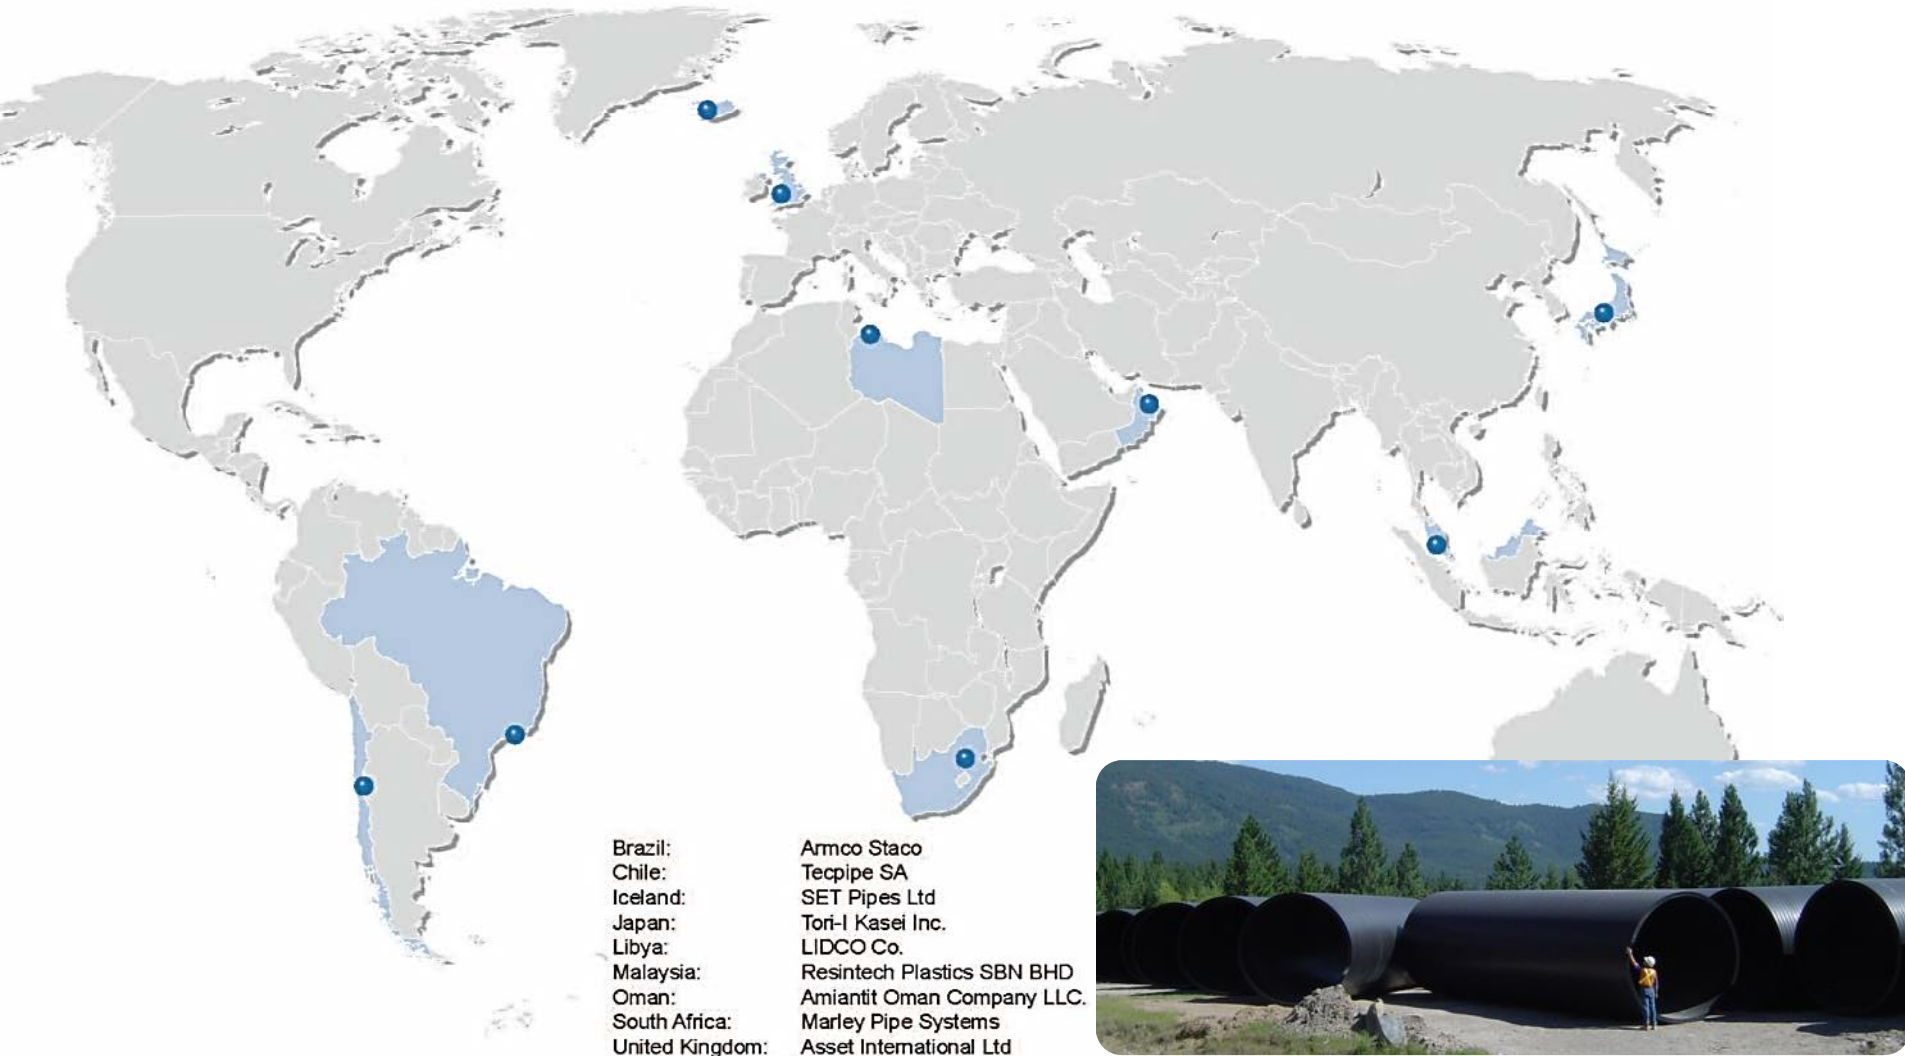 Brazil: Armco Staco
Chile: Tecpipe SA
Iceland: SET Pipes Ltd
Japan: Tori-I Kasei Inc.
Libya: LIDCO Co.
Malaysia: Resintech Plastics SBN BHD
Oman: Amiantit Oman Company LLC.
South Africa: Marley Pipe Systems
United Kingdom: Asset International Ltd